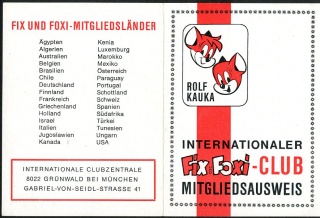 FIX UND FOXI-MITGLIEDSLÄNDER
Ägypten
Algerien
Australien
Belgien
Brasilien
Chile
Deutschland
Finnland
Frankreich
Griechenland
Holland
Israel
Italien
Jugoslawien
Kanada
Kenia
Luxemburg
Marokko
Mexiko
Österreich
Paraguay
Portugal
Schottland
Schweiz
Spanien
Südafrika
Türkei
Tunesien
Ungarn
USA
INTERNATIONALE CLUBZENTRALE
8022 GRÜNWALD BEI MÜNCHEN
GABRIEL-VON-SEIDL-STRASSE 41
ROLF
KAUKA
INTERNATIONALER
Fix Foxi-CLUB
MITGLIEDSAUSWEIS